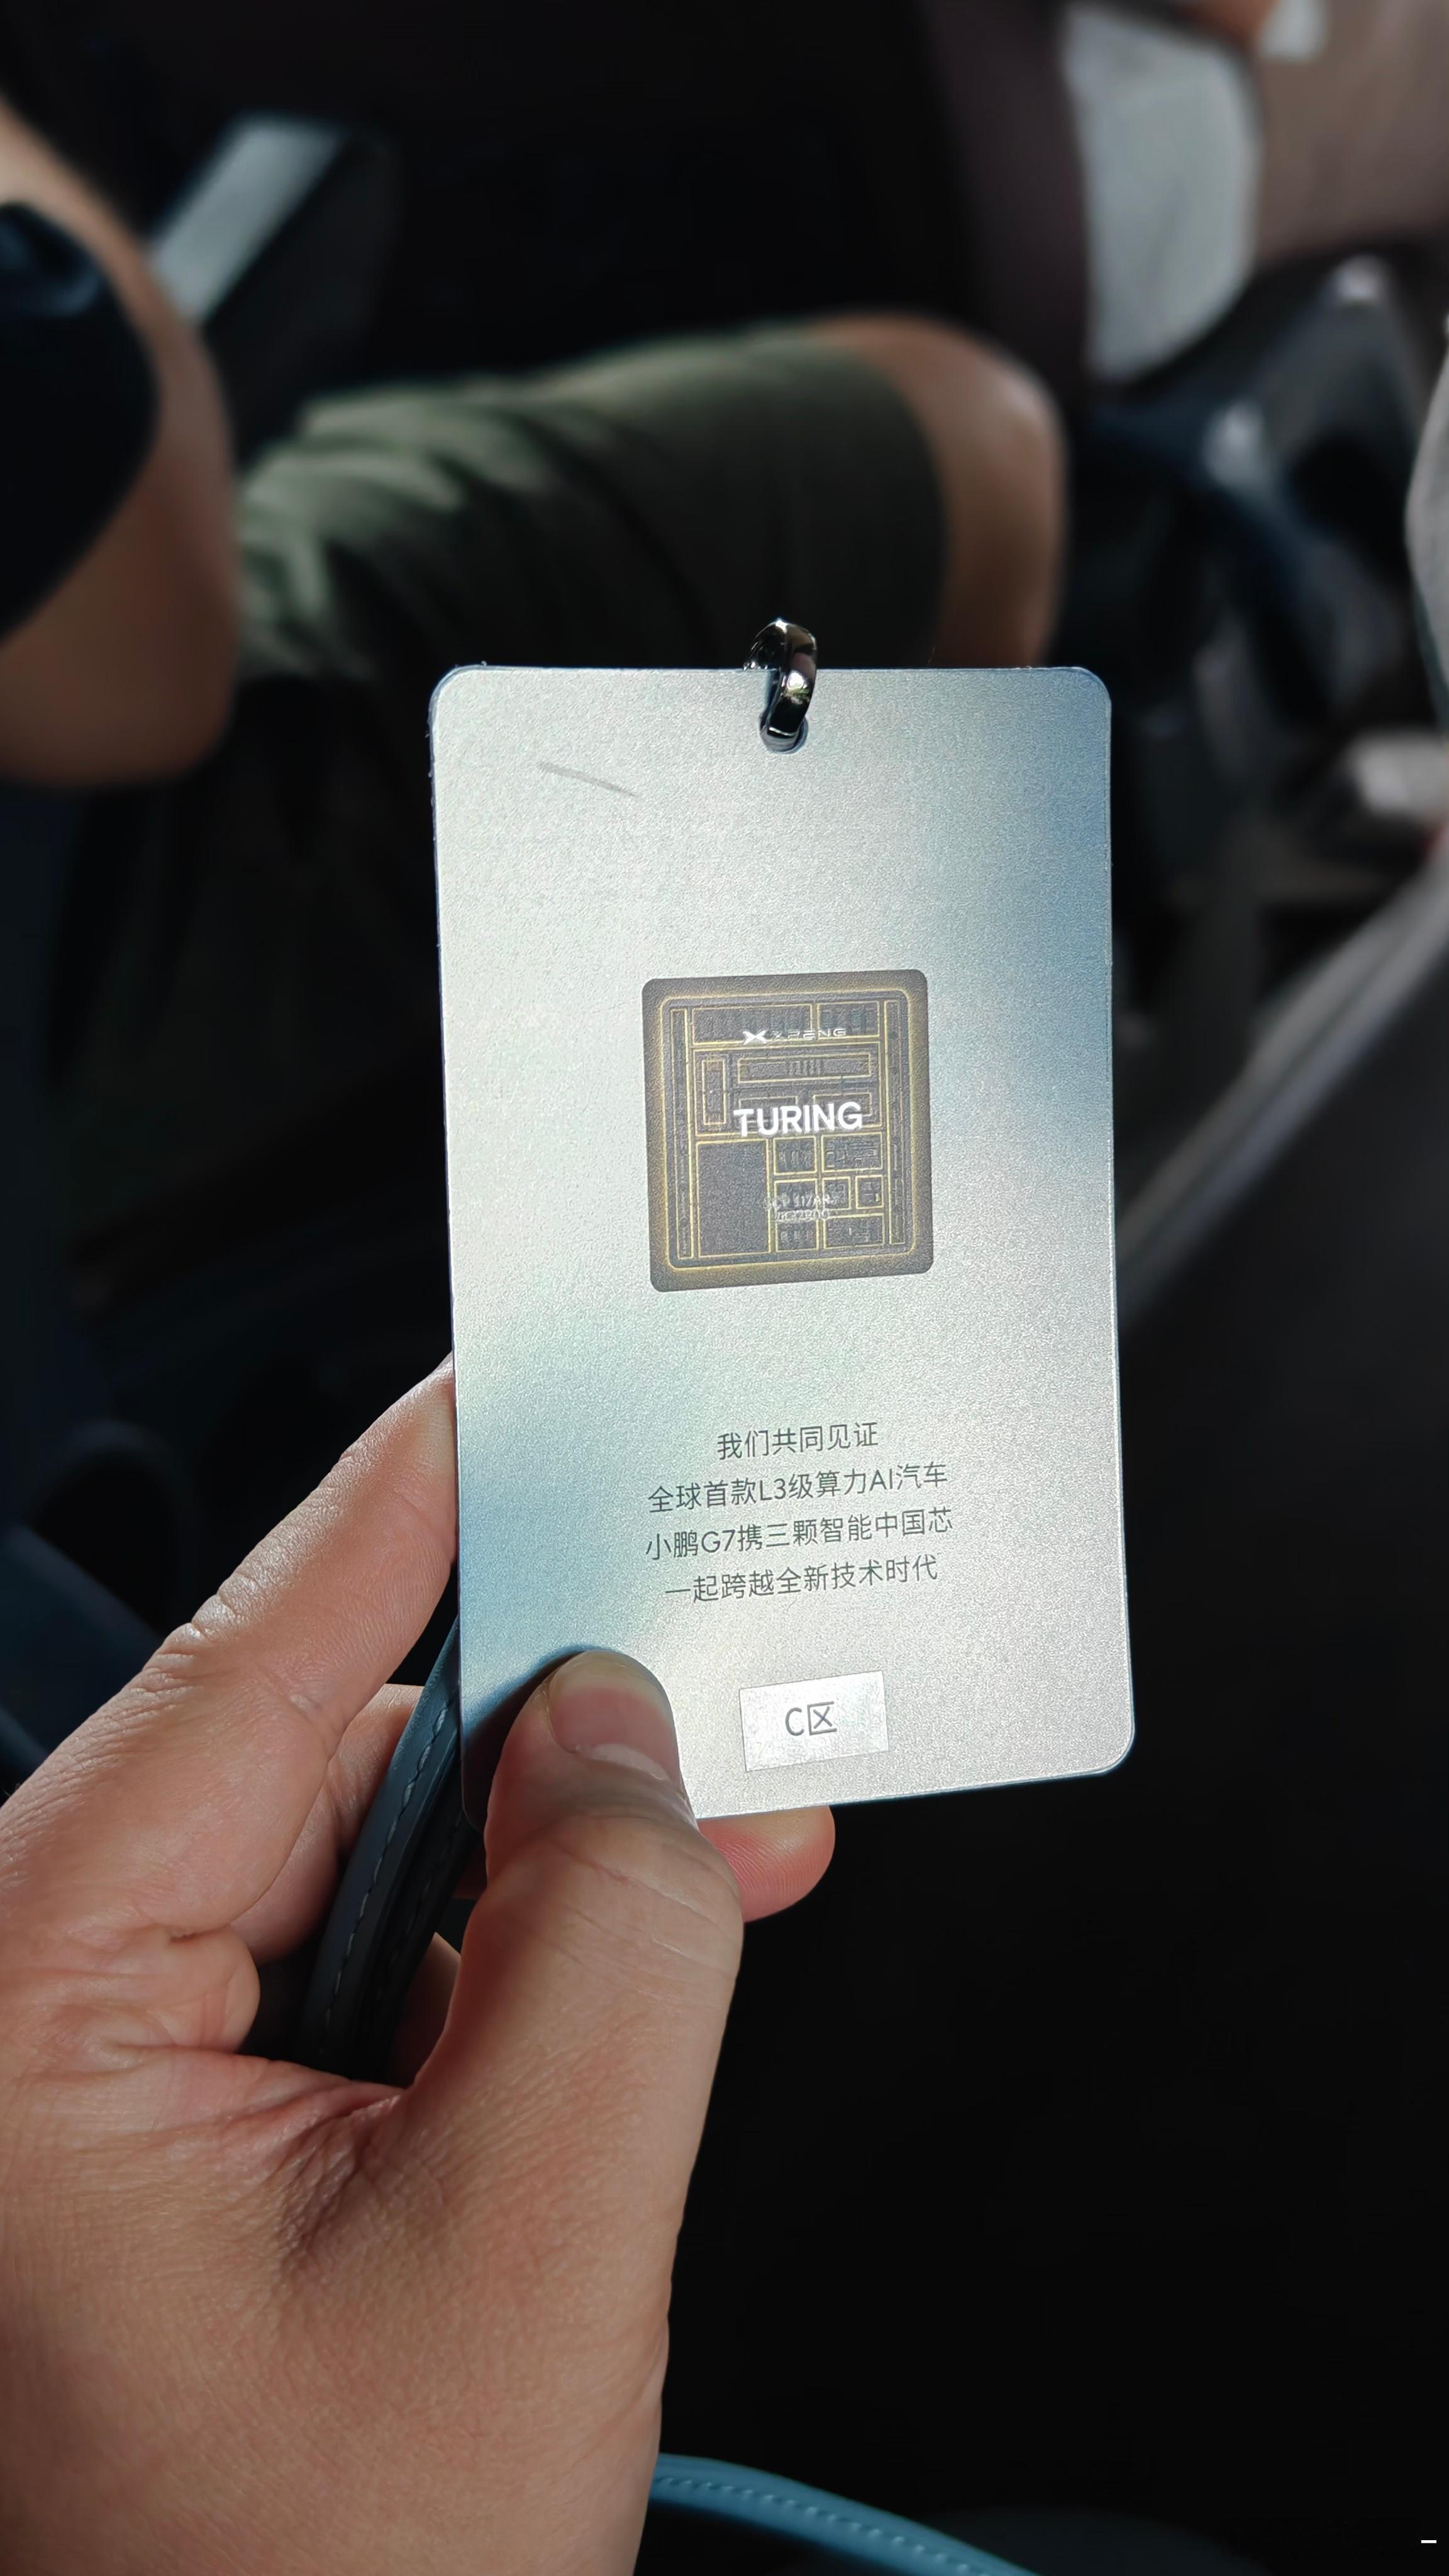 XPENG
TURING
我们共同见证
全球首款L3级算力AI汽车
小鹏G7携三颗智能中国芯
一起跨越全新技术时代
C区